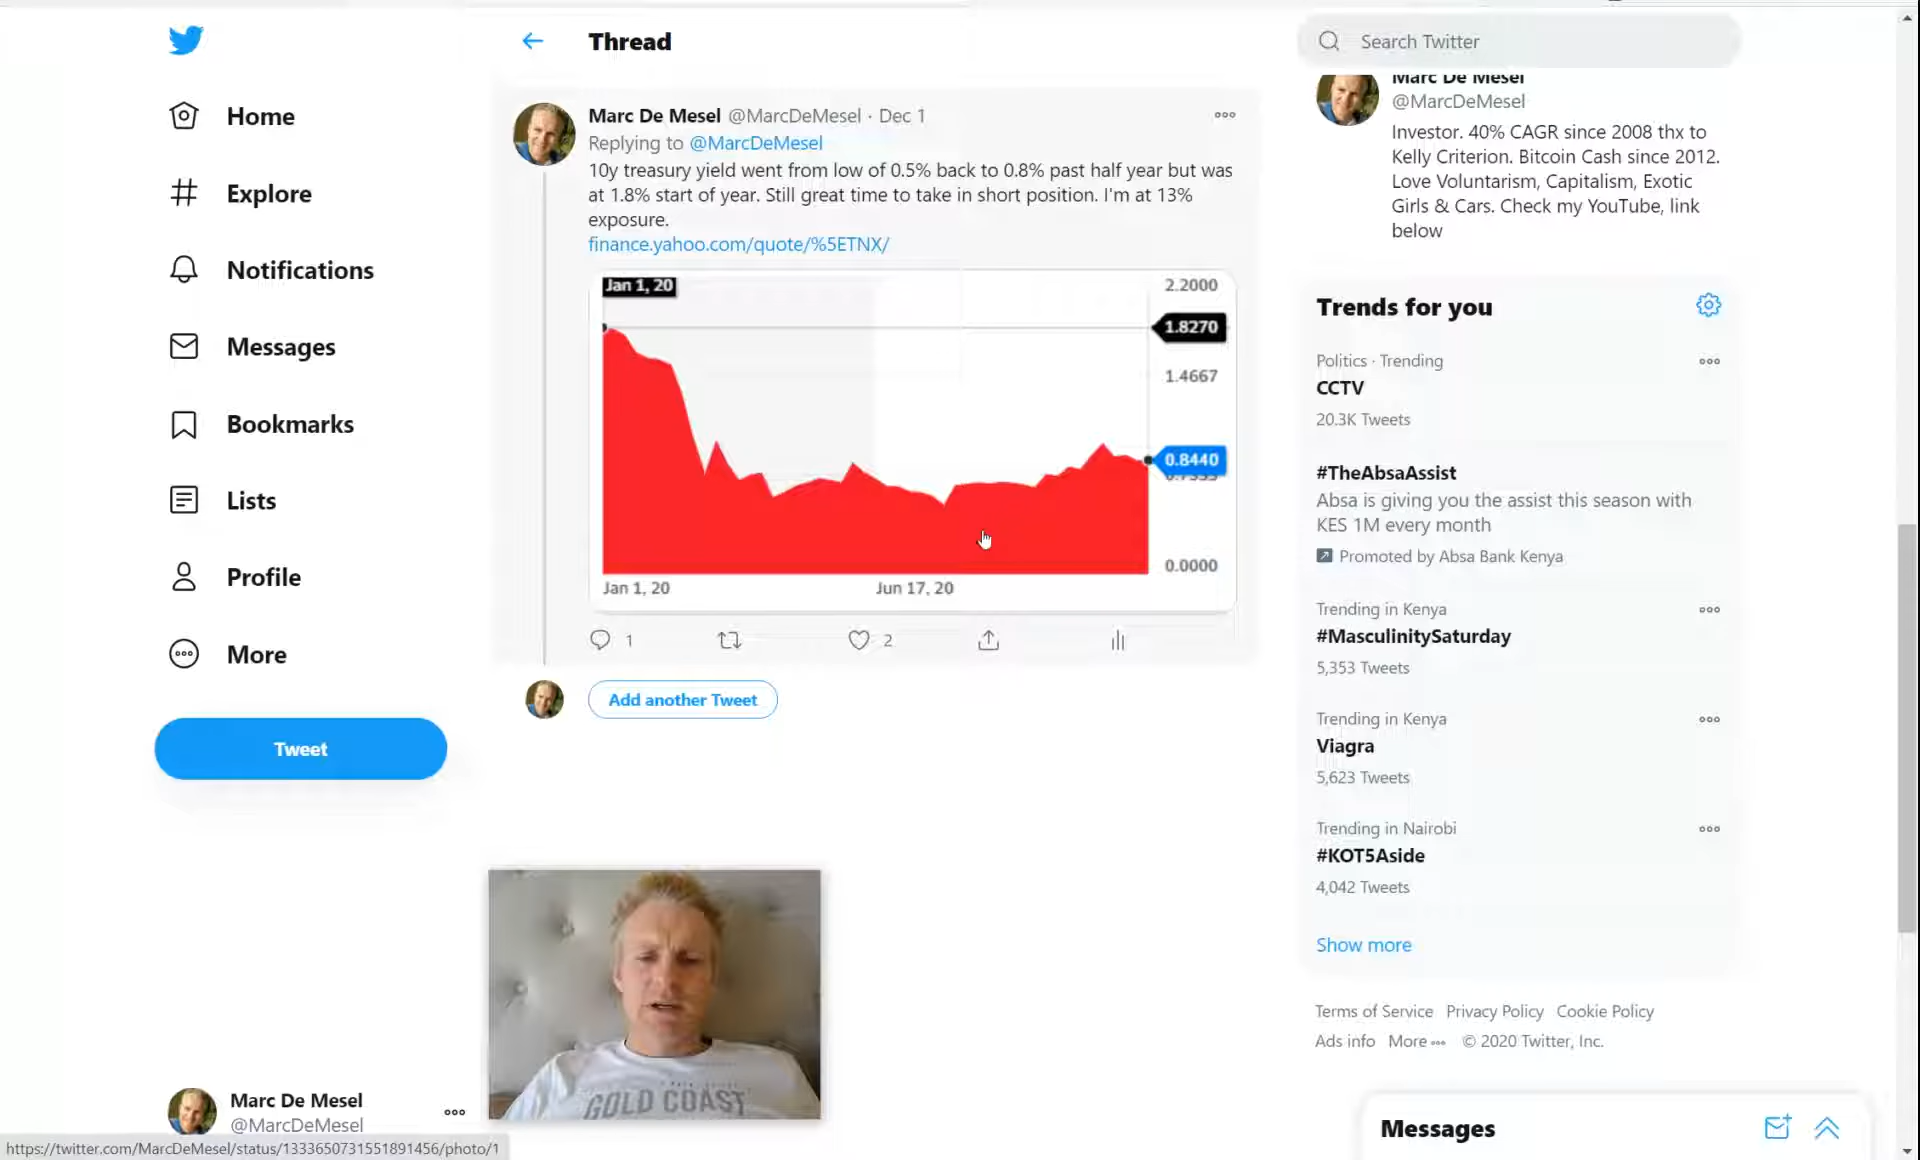 Home
Explore
Notifications
Messages
Bookmarks
Lists
Profile
More
Tweet
Marc De Mesel
@MarcDeMesel
https://twitter.com/MarcDeMesel/status/1333650731551891456/photo/1
Thread
Marc De Mesel @MarcDeMesel · Dec 1
Replying to @MarcDeMesel
10y treasury yield went from low of 0.5% back to 0.8% past half year but was
at 1.8% start of year. Still great time to take in short position. I'm at 13%
exposure.
finance.yahoo.com/quote/%5ETNX/
Jan 1, 20
2.2000
1.8270
1.4667
0.8440
0.0000
Jan 1, 20
Jun 17, 20
1
2
Add another Tweet
GOLD COAST
Search Twitter
Marc De Mesel
@MarcDeMesel
Investor. 40% CAGR since 2008 thx to
Kelly Criterion. Bitcoin Cash since 2012.
Love Voluntarism, Capitalism, Exotic
Girls & Cars. Check my YouTube, link
below
Trends for you
Politics · Trending
CCTV
20.3K Tweets
#TheAbsaAssist
Absa is giving you the assist this season with
KES 1M every month
Promoted by Absa Bank Kenya
Trending in Kenya
#MasculinitySaturday
5,353 Tweets
Trending in Kenya
Viagra
5,623 Tweets
Trending in Nairobi
#KOT5Aside
4,042 Tweets
Show more
Terms of Service Privacy Policy Cookie Policy
Ads info More © 2020 Twitter, Inc.
Messages